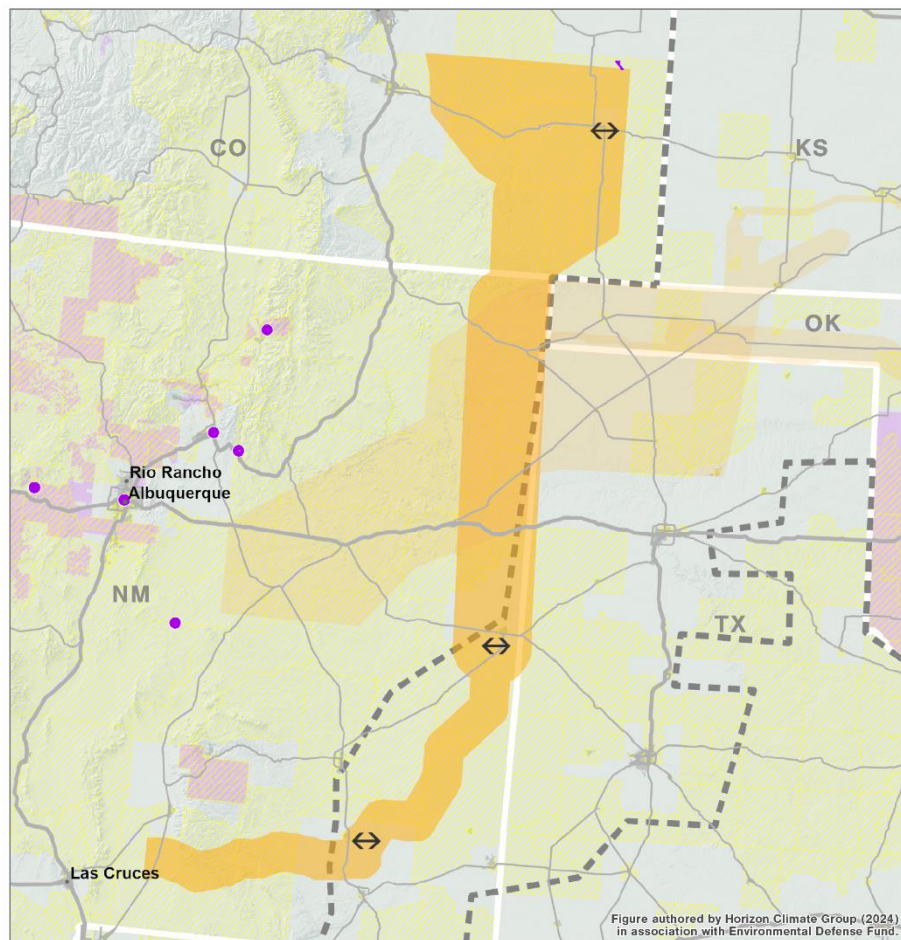 CO
KS
OK
Rio Rancho
Albuquerque
NM
TX
Las Cruces
Figure authored by Horizon Climate Group (2024)
in association with Environmental Defense Fund.